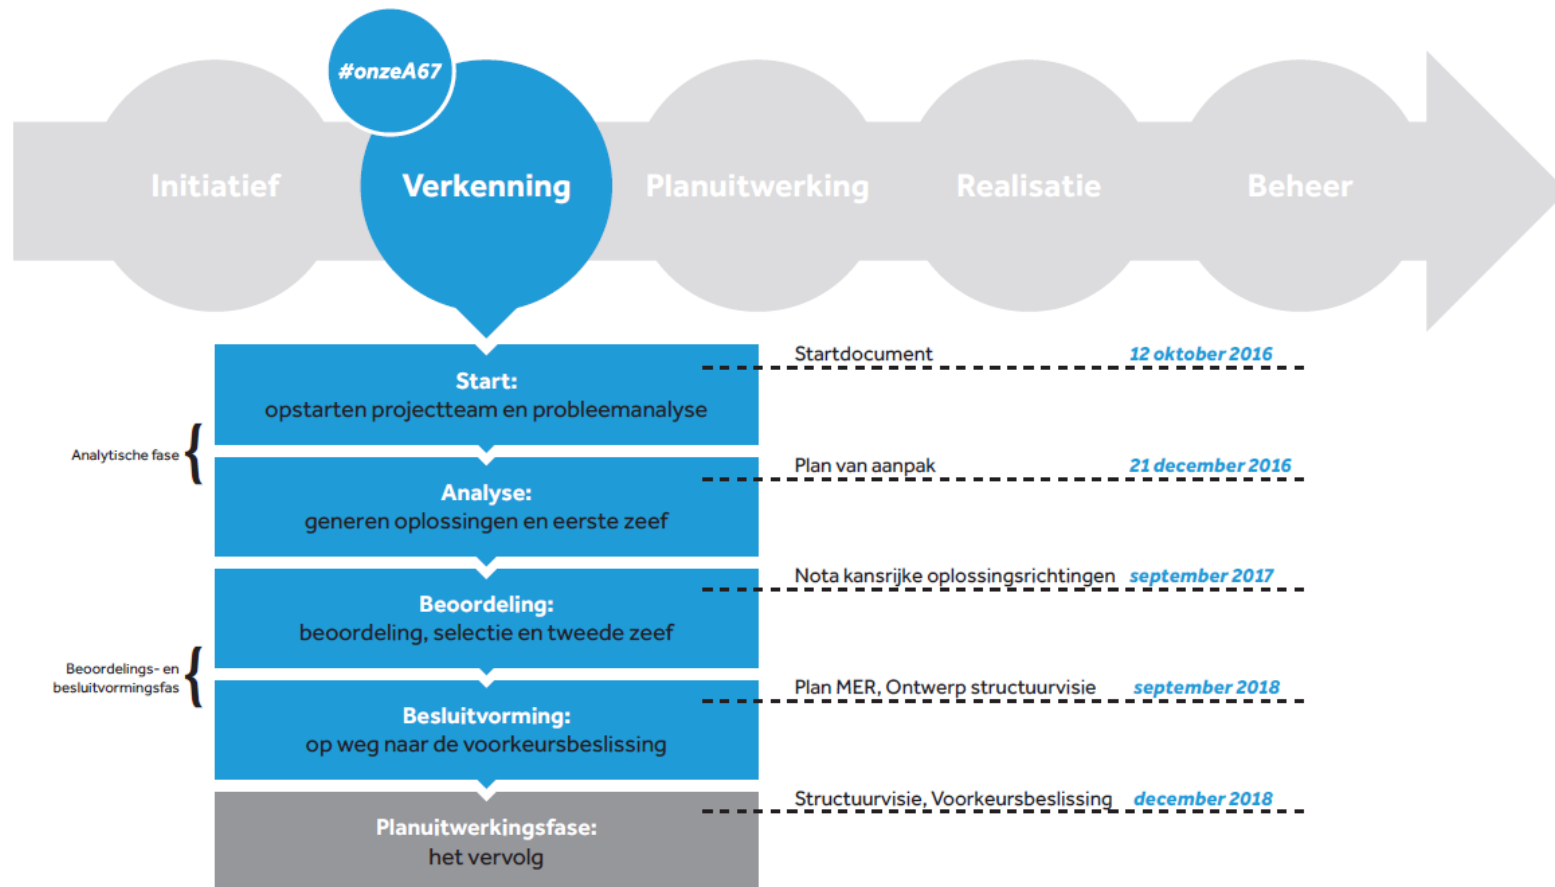 #onzeA67
Initiatief
Verkenning
Planuitwerking
Realisatie
Beheer
Startdocument 12 oktober 2016
Start:
opstarten projectteam en probleemanalyse
Analytische fase {
Plan van aanpak 21 december 2016
Analyse:
generen oplossingen en eerste zeef
Nota kansrijke oplossingsrichtingen september 2017
Beoordeling:
beoordeling, selectie en tweede zeef
Beoordelings- en
besluitvormingsfas {
Plan MER, Ontwerp structuurvisie september 2018
Besluitvorming:
op weg naar de voorkeursbeslissing
Structuurvisie, Voorkeursbeslissing december 2018
Planuitwerkingsfase:
het vervolg